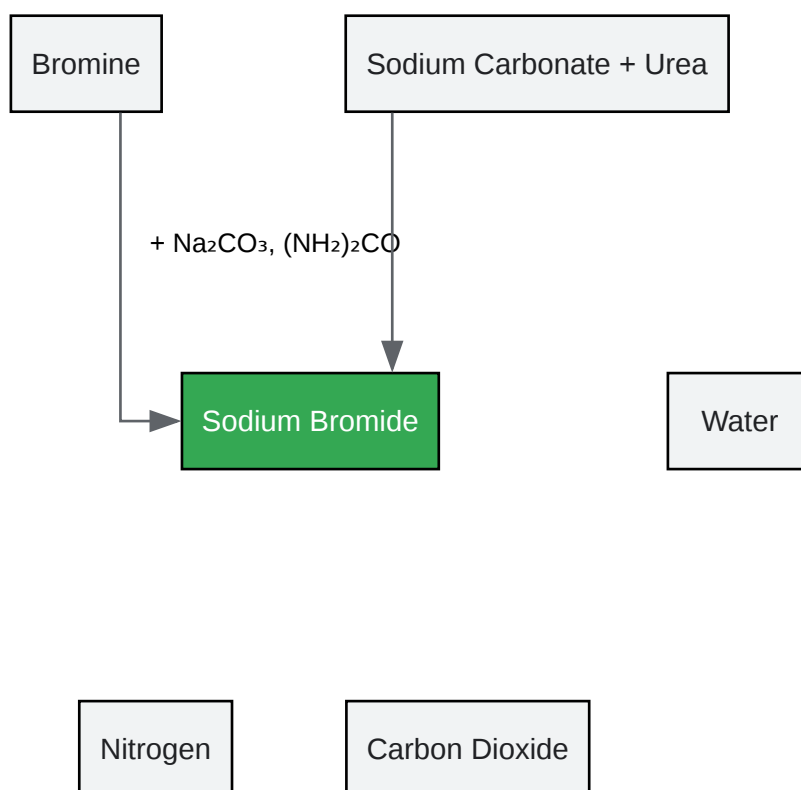 Bromine
Sodium Carbonate + Urea
+ Na₂CO₃, (NH₂)₂CO
Sodium Bromide
Water
Nitrogen
Carbon Dioxide